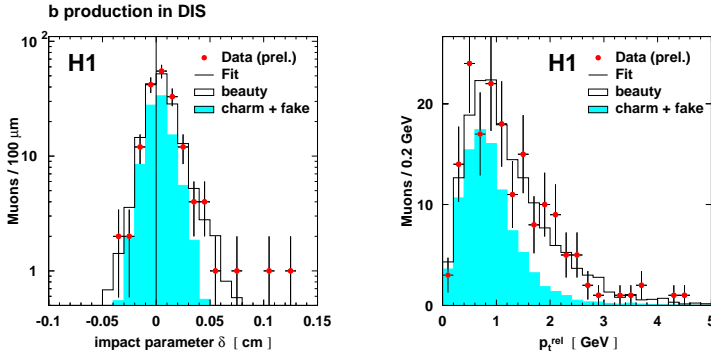 b production in DIS
H1
Data (prel.)
Fit
beauty
charm + fake
Muons / 100 μm
100
10
1
-0.1
-0.05
0
0.05
0.1
0.15
impact parameter δ [ cm ]
H1
Data (prel.)
Fit
beauty
charm + fake
Muons / 0.2 GeV
20
10
0
0
2
4
5
p_t^rel [ GeV ]